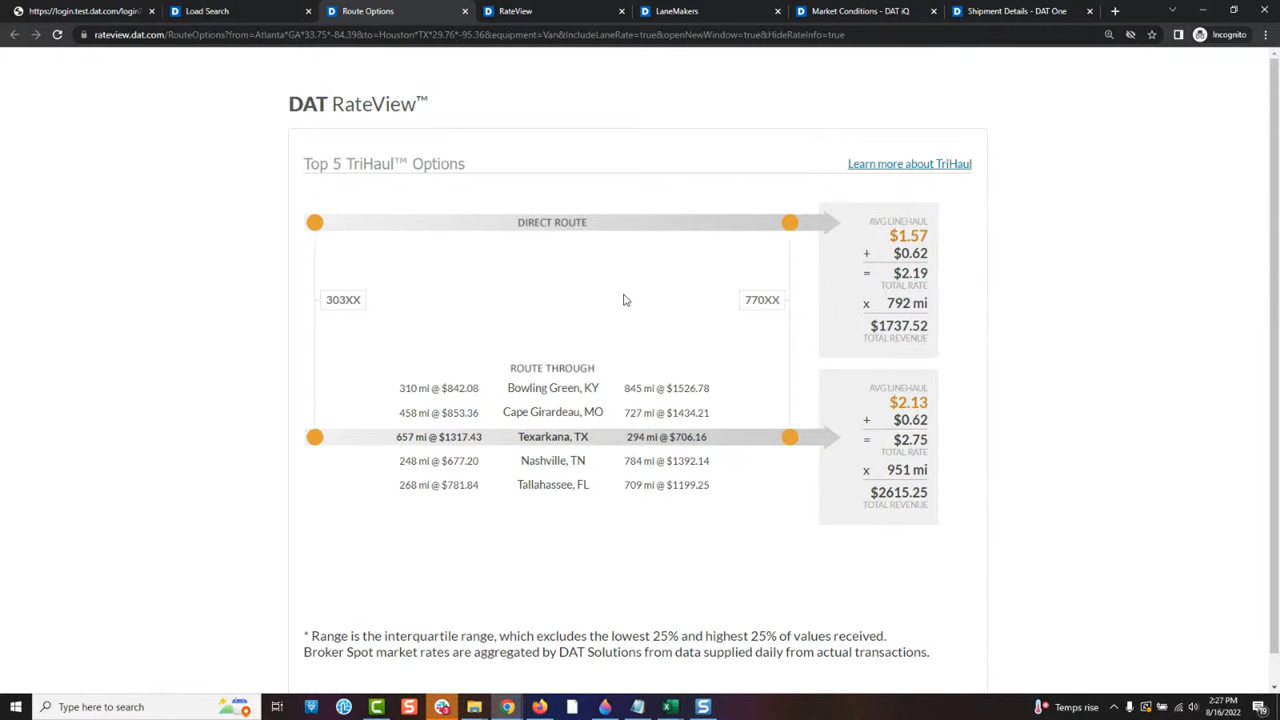 https://login.test.dat.com/login?
Load Search
Route Options
RateView
LaneMakers
Market Conditions - DAT iQ
Shipment Details - DAT One
rateview.dat.com/RouteOptions?from=Atlanta*GA*33.75*-84.39&to=Houston*TX*29.76*-95.36&equipment=Van&IncludeLaneRate=true&openNewWindow=true&HideRateInfo=true
Incognito
DAT RateView™
Top 5 TriHaul™ Options
Learn more about TriHaul
DIRECT ROUTE
AVG LINEHAUL
$1.57
+ $0.62
= $2.19
TOTAL RATE
x 792 mi
$1737.52
TOTAL REVENUE
303XX
770XX
ROUTE THROUGH
310 mi @ $842.08 Bowling Green, KY 845 mi @ $1526.78
458 mi @ $853.36 Cape Girardeau, MO 727 mi @ $1434.21
657 mi @ $1317.43 Texarkana, TX 294 mi @ $706.16
248 mi @ $677.20 Nashville, TN 784 mi @ $1392.14
268 mi @ $781.84 Tallahassee, FL 709 mi @ $1199.25
AVG LINEHAUL
$2.13
+ $0.62
= $2.75
TOTAL RATE
x 951 mi
$2615.25
TOTAL REVENUE
* Range is the interquartile range, which excludes the lowest 25% and highest 25% of values received.
Broker Spot market rates are aggregated by DAT Solutions from data supplied daily from actual transactions.
Type here to search
Temps rise
2:27 PM
8/16/2022